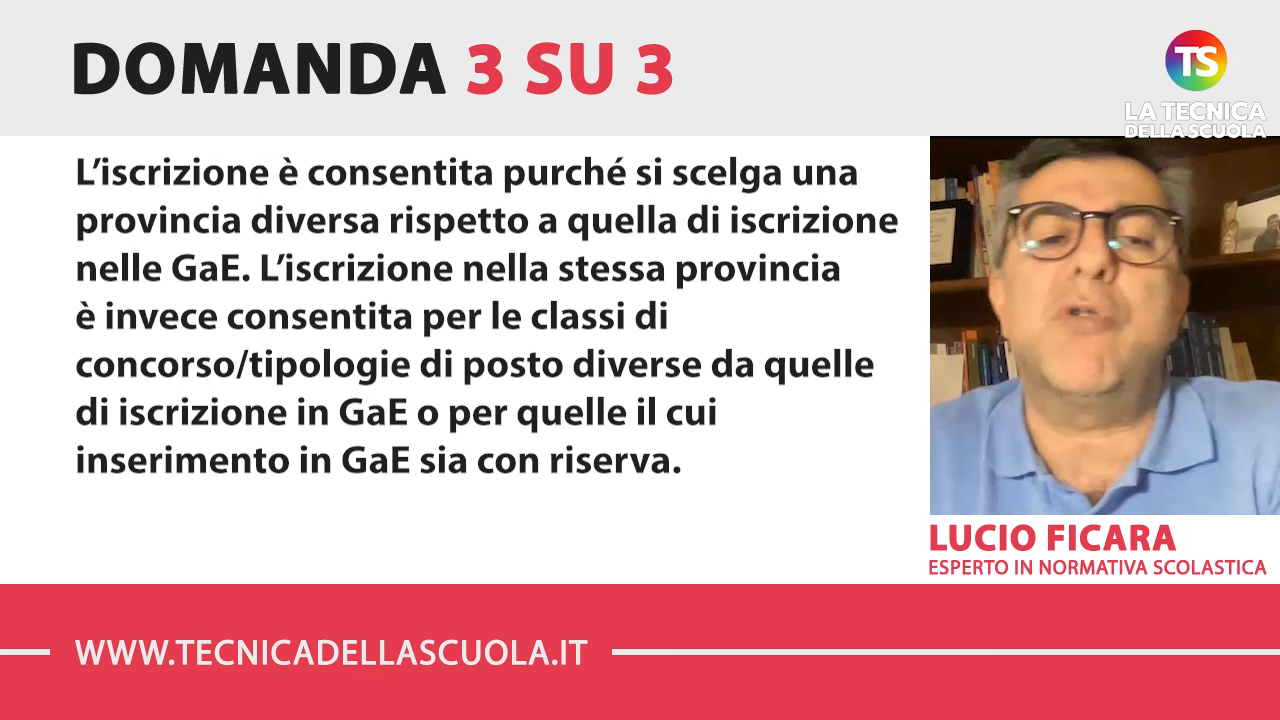 DOMANDA 3 SU 3
TS
LA TECNICA
DELLA SCUOLA
L’iscrizione è consentita purché si scelga una
provincia diversa rispetto a quella di iscrizione
nelle GaE. L’iscrizione nella stessa provincia
è invece consentita per le classi di
concorso/tipologie di posto diverse da quelle
di iscrizione in GaE o per quelle il cui
inserimento in GaE sia con riserva.
LUCIO FICARA
ESPERTO IN NORMATIVA SCOLASTICA
WWW.TECNICADELLASCUOLA.IT